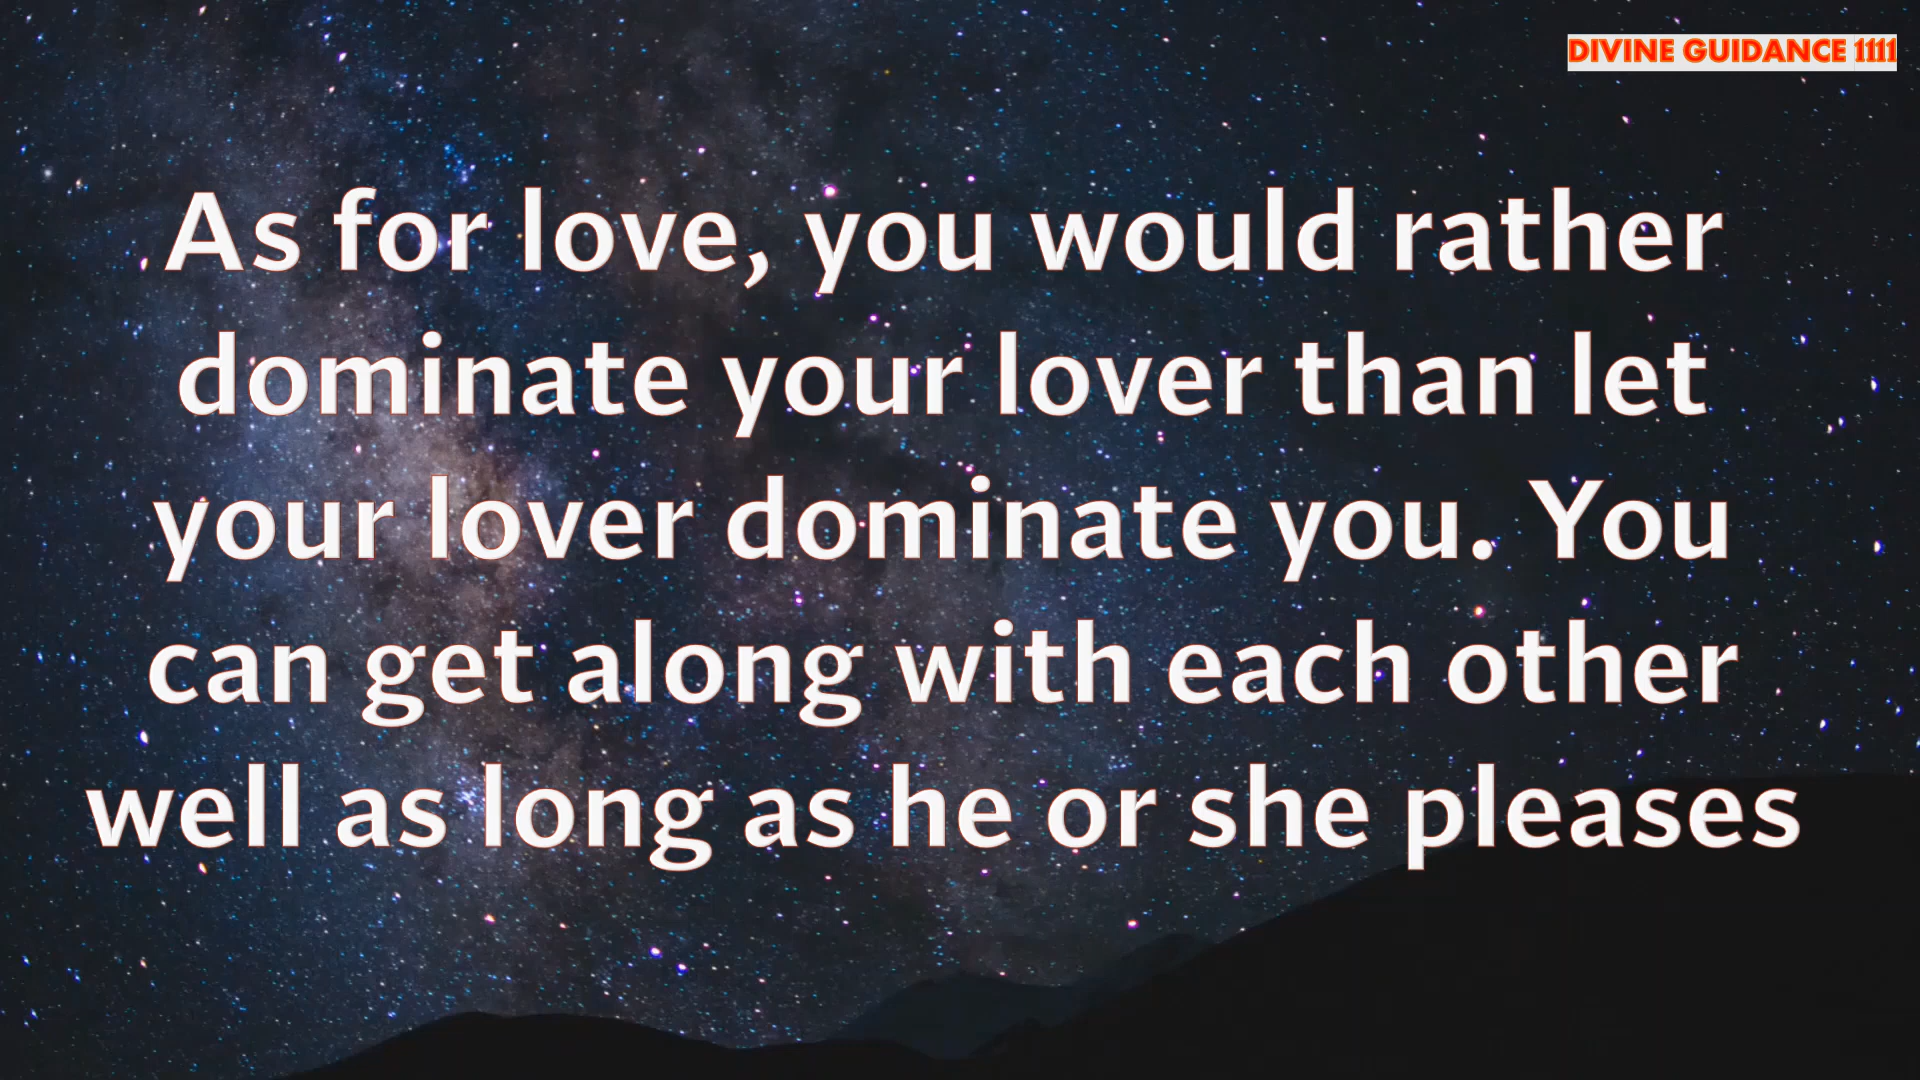 DIVINE GUIDANCE 1111
As for love, you would rather
dominate your lover than let
your lover dominate you. You
can get along with each other
well as long as he or she pleases